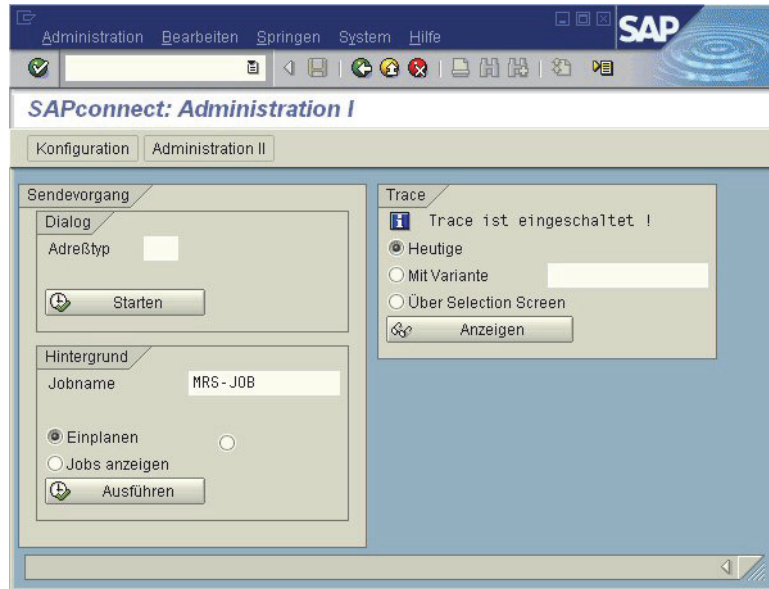 Administration Bearbeiten Springen System Hilfe
SAP
SAPconnect: Administration I
Konfiguration Administration II
Sendevorgang
Dialog
Adreßtyp
Starten
Hintergrund
Jobname MRS-JOB
Einplanen
Jobs anzeigen
Ausführen
Trace
Trace ist eingeschaltet !
Heutige
Mit Variante
Über Selection Screen
Anzeigen